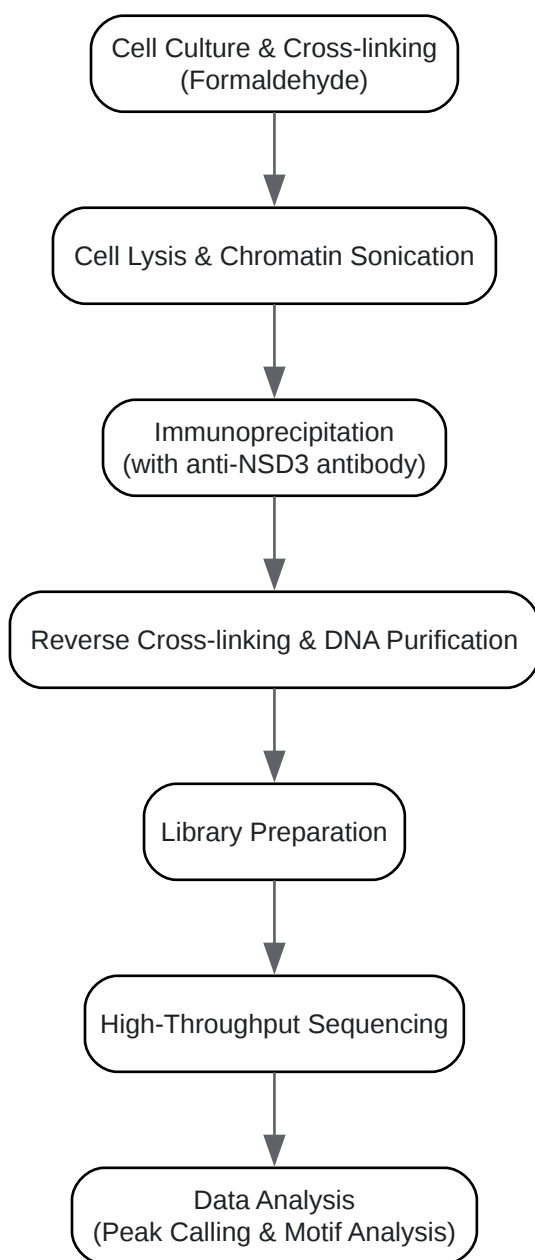 Cell Culture & Cross-linking
(Formaldehyde)
Cell Lysis & Chromatin Sonication
Immunoprecipitation
(with anti-NSD3 antibody)
Reverse Cross-linking & DNA Purification
Library Preparation
High-Throughput Sequencing
Data Analysis
(Peak Calling & Motif Analysis)